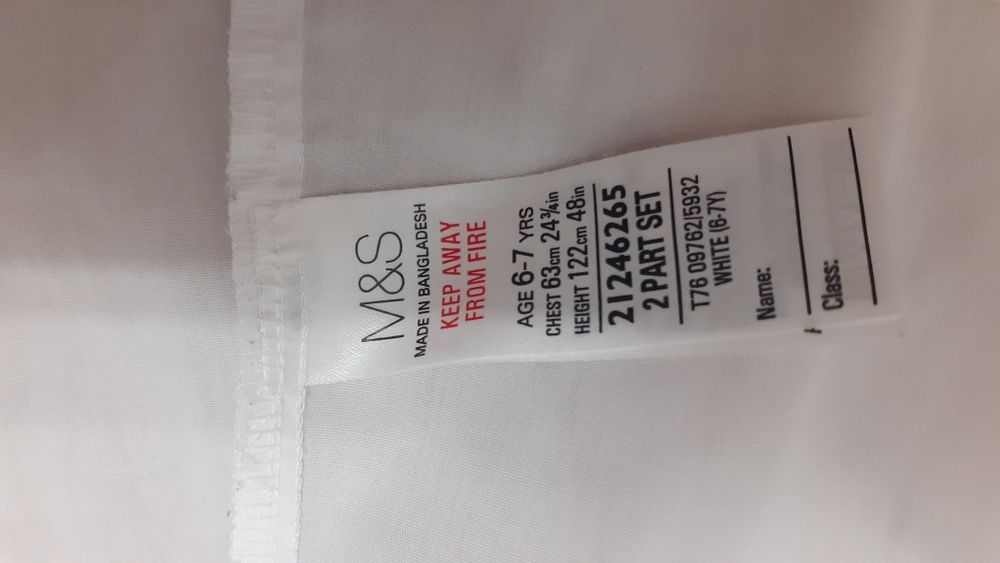 M&S
MADE IN BANGLADESH
KEEP AWAY
FROM FIRE
AGE 6-7 YRS
CHEST 63cm 24¾in
HEIGHT 122cm 48in
21246265
2 PART SET
T76 09762|5932
WHITE (6-7Y)
Name:
Class: